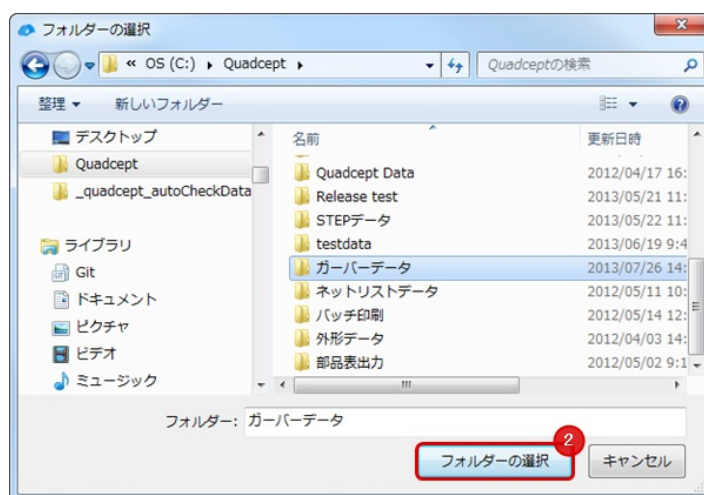 フォルダーの選択
« OS (C:) ▸ Quadcept ▸
Quadceptの検索
整理 ▼ 新しいフォルダー
デスクトップ
Quadcept
_quadcept_autoCheckData
ライブラリ
Git
ドキュメント
ピクチャ
ビデオ
ミュージック
名前 更新日時
Quadcept Data 2012/04/17 16:
Release test 2013/05/21 11:
STEPデータ 2013/05/22 11:
testdata 2013/06/19 9:4
ガーバーデータ 2013/07/26 14:
ネットリストデータ 2012/05/11 10:
バッチ印刷 2012/05/14 12:
外形データ 2012/04/03 14:
部品表出力 2012/05/02 9:1
フォルダー: ガーバーデータ
2
フォルダーの選択 キャンセル